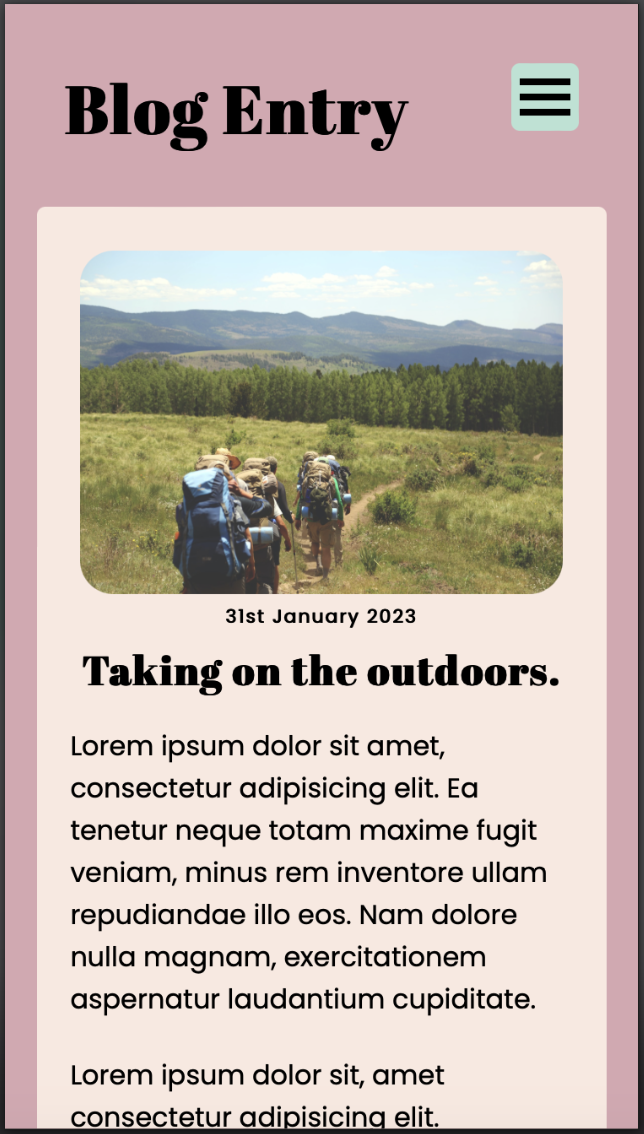 Blog Entry
31st January 2023
Taking on the outdoors.
Lorem ipsum dolor sit amet,
consectetur adipisicing elit. Ea
tenetur neque totam maxime fugit
veniam, minus rem inventore ullam
repudiandae illo eos. Nam dolore
nulla magnam, exercitationem
aspernatur laudantium cupiditate.
Lorem ipsum dolor sit, amet
consectetur adipisicing elit.